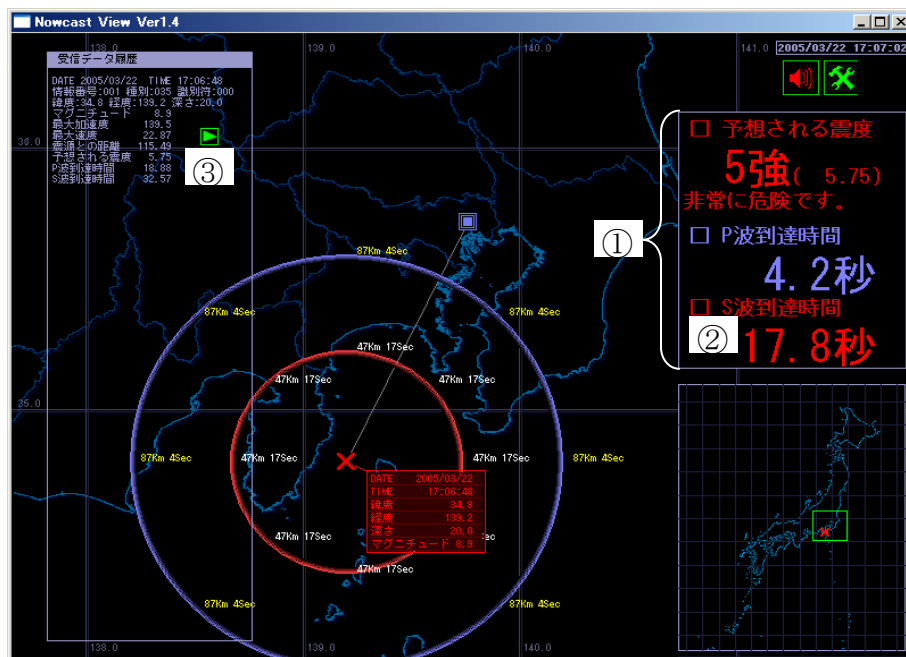 Nowcast View Ver1.4
138.0
139.0
140.0
141.0
2005/03/22 17:07:02
受信データ履歴
DATE 2005/03/22 TIME 17:06:48
情報番号:001 種別:035 識別符:000
緯度:34.8 経度:139.2 深さ:20.0
マグニチュード 8.9
最大加速度 139.5
最大速度 22.87
震源との距離 115.49
予想される震度 5.75
P波到達時間 18.88
S波到達時間 32.57
36.0
③
①
□ 予想される震度
5強( 5.75)
非常に危険です。
□ P波到達時間
4.2秒
□ S波到達時間
②
17.8秒
87Km 4Sec
87Km 4Sec
87Km 4Sec
47Km 17Sec
47Km 17Sec
47Km 17Sec
35.0
87Km 4Sec
47Km 17Sec
47Km 17Sec
87Km 4Sec
DATE 2005/03/22
TIME 17:06:48
緯度 34.8
経度 139.2
深さ 20.0
マグニチュード 8.9
47Km 17Sec
47Km 17Sec
47Km 17Sec
87Km 4Sec
87Km 4Sec
138.0
139.0
140.0